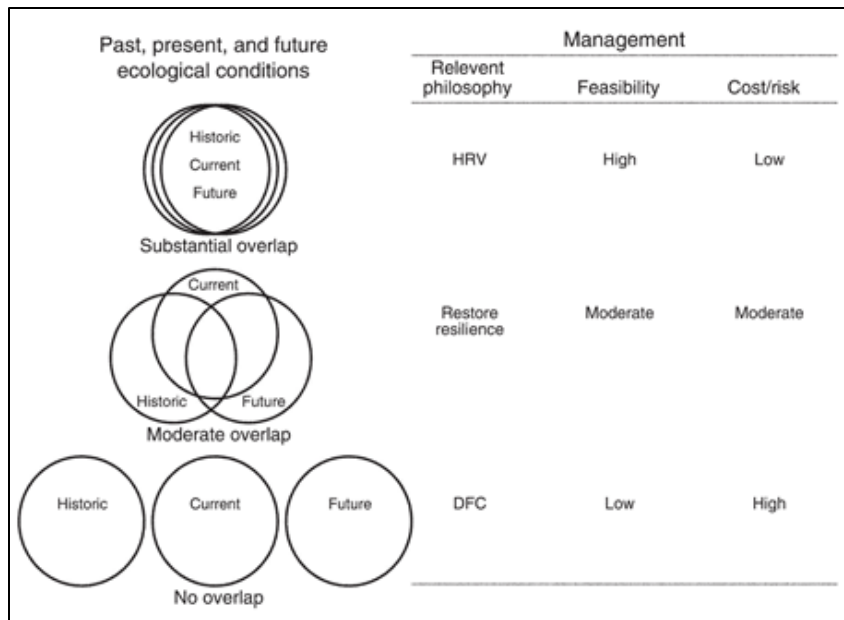 Past, present, and future
ecological conditions
Management
Relevent
philosophy
Feasibility
Cost/risk
Historic
Current
Future
Substantial overlap
HRV
High
Low
Current
Historic
Future
Moderate overlap
Restore
resilience
Moderate
Moderate
Historic
Current
Future
No overlap
DFC
Low
High